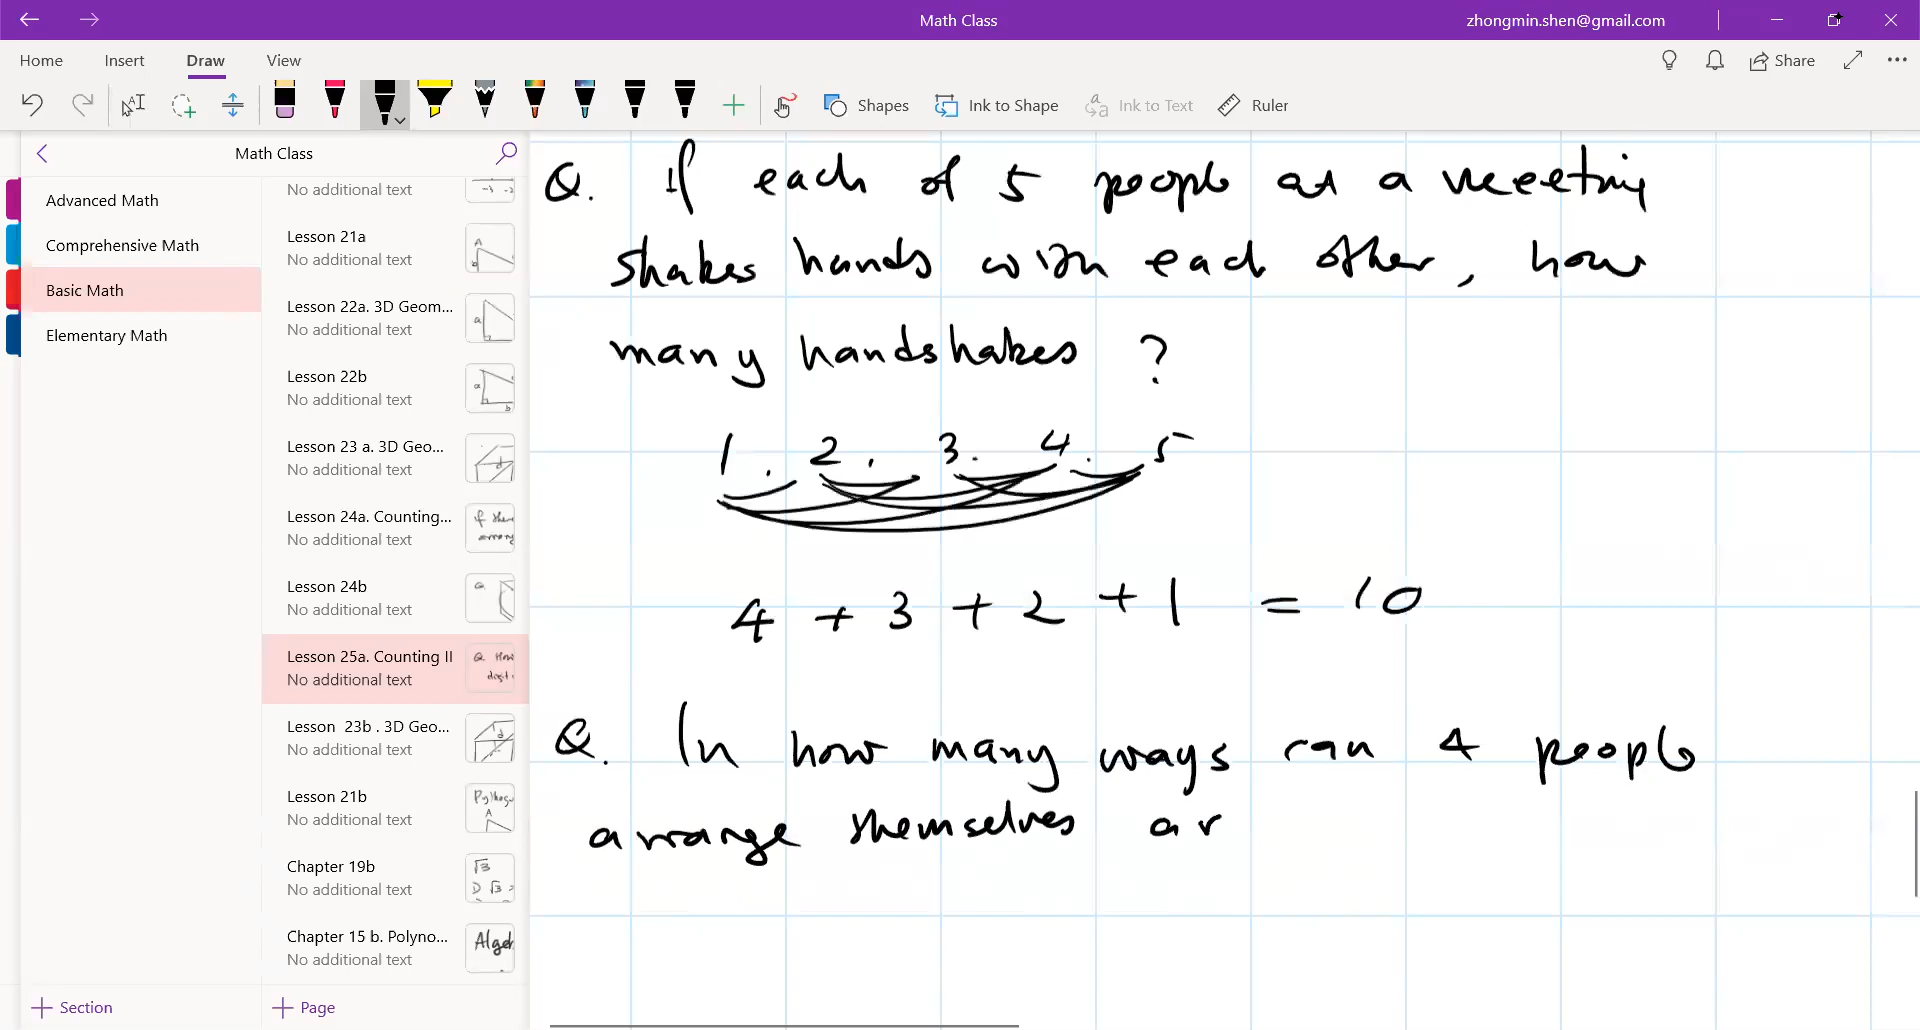 Math Class
zhongmin.shen@gmail.com
Home Insert Draw View
Share
Shapes Ink to Shape Ink to Text Ruler
Math Class
Advanced Math
Comprehensive Math
Basic Math
Elementary Math
No additional text
Lesson 21a
No additional text
Lesson 22a. 3D Geom...
No additional text
Lesson 22b
No additional text
Lesson 23 a. 3D Geo...
No additional text
Lesson 24a. Counting...
No additional text
Lesson 24b
No additional text
Lesson 25a. Counting II
No additional text
Lesson 23b . 3D Geo...
No additional text
Lesson 21b
No additional text
Chapter 19b
No additional text
Chapter 15 b. Polyno...
No additional text
Section
Page
Q. If each of 5 people at a meeting
shakes hands with each other, how
many handshakes ?
1 . 2 . 3 . 4 . 5
4 + 3 + 2 + 1 = 10
Q. In how many ways can 4 people
arrange themselves ar